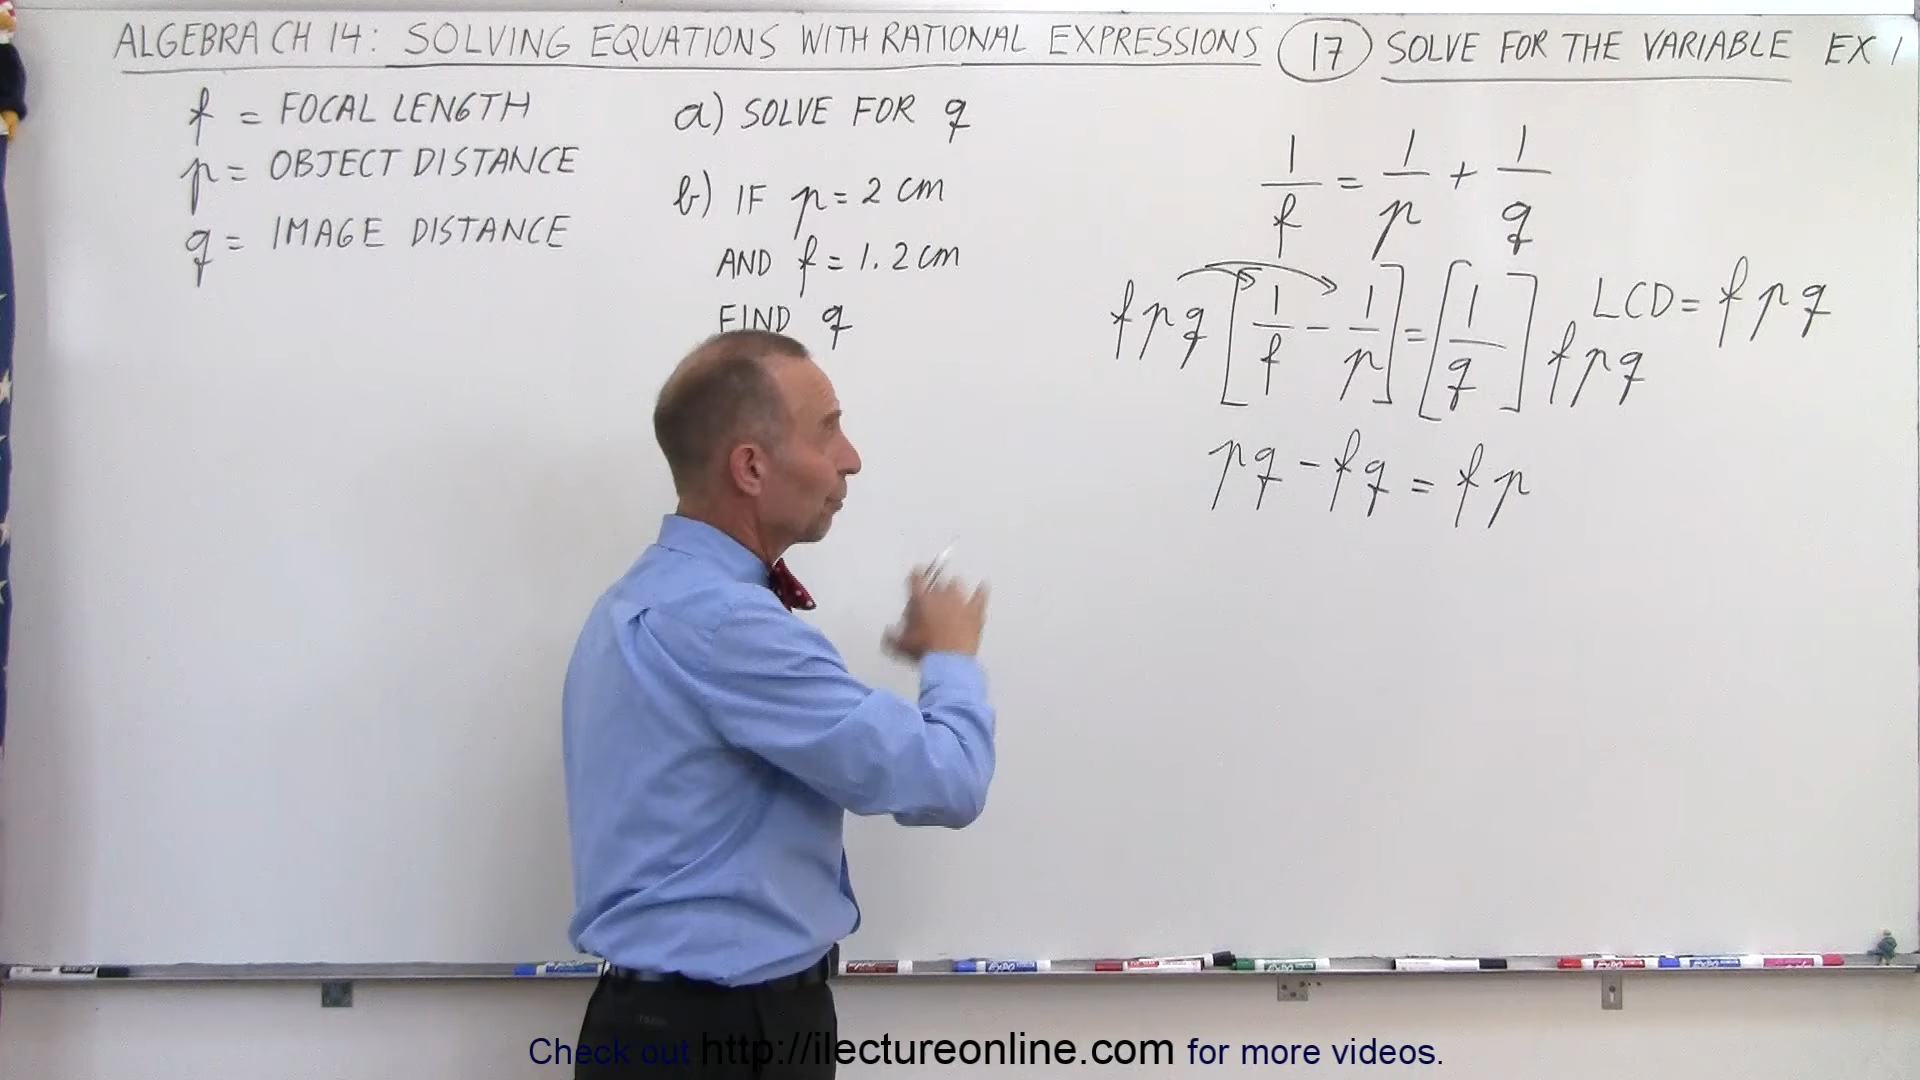 ALGEBRA CH 14: SOLVING EQUATIONS WITH RATIONAL EXPRESSIONS 17 SOLVE FOR THE VARIABLE EX 1
f = FOCAL LENGTH
p = OBJECT DISTANCE
q = IMAGE DISTANCE
a) SOLVE FOR q
b) IF p = 2 cm
AND f = 1.2 cm
FIND q
1/f = 1/p + 1/q
fpq [1/f - 1/p] = [1/q] fpq
LCD = fpq
pq - fq = fp
Check out http://ilectureonline.com for more videos.